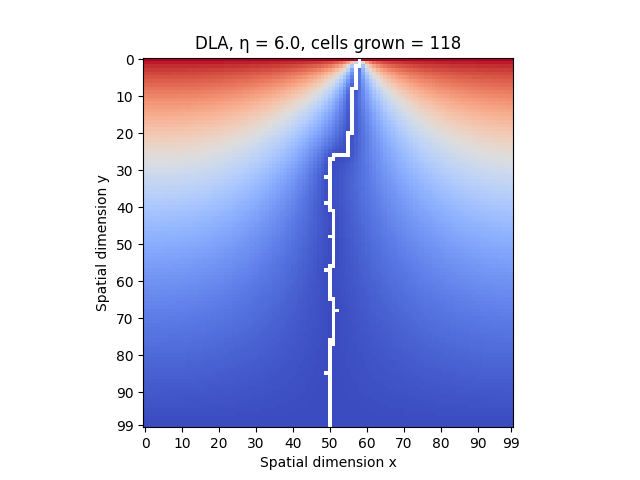 DLA, η = 6.0, cells grown = 118
Spatial dimension y
0
10
20
30
40
50
60
70
80
90
99
0 10 20 30 40 50 60 70 80 90 99
Spatial dimension x